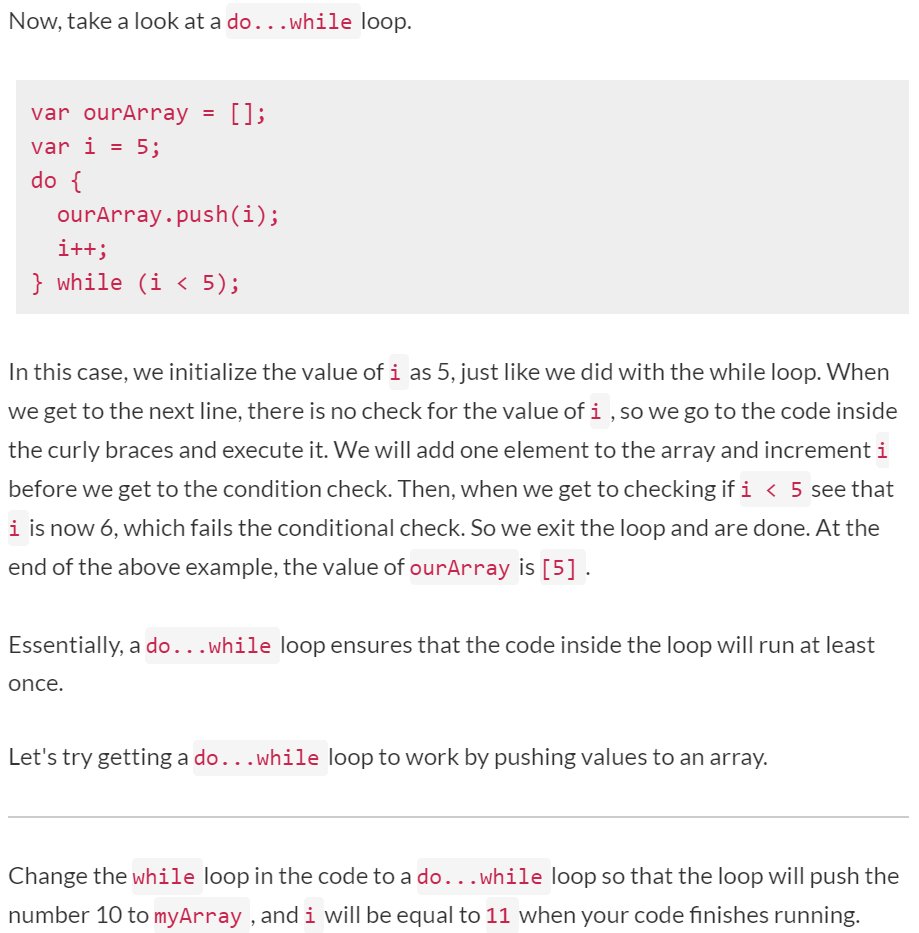 Now, take a look at a do...while loop.
var ourArray = [];
var i = 5;
do {
  ourArray.push(i);
  i++;
} while (i < 5);
In this case, we initialize the value of i as 5, just like we did with the while loop. When
we get to the next line, there is no check for the value of i , so we go to the code inside
the curly braces and execute it. We will add one element to the array and increment i
before we get to the condition check. Then, when we get to checking if i < 5 see that
i is now 6, which fails the conditional check. So we exit the loop and are done. At the
end of the above example, the value of ourArray is [5] .
Essentially, a do...while loop ensures that the code inside the loop will run at least
once.
Let's try getting a do...while loop to work by pushing values to an array.
Change the while loop in the code to a do...while loop so that the loop will push the
number 10 to myArray , and i will be equal to 11 when your code finishes running.